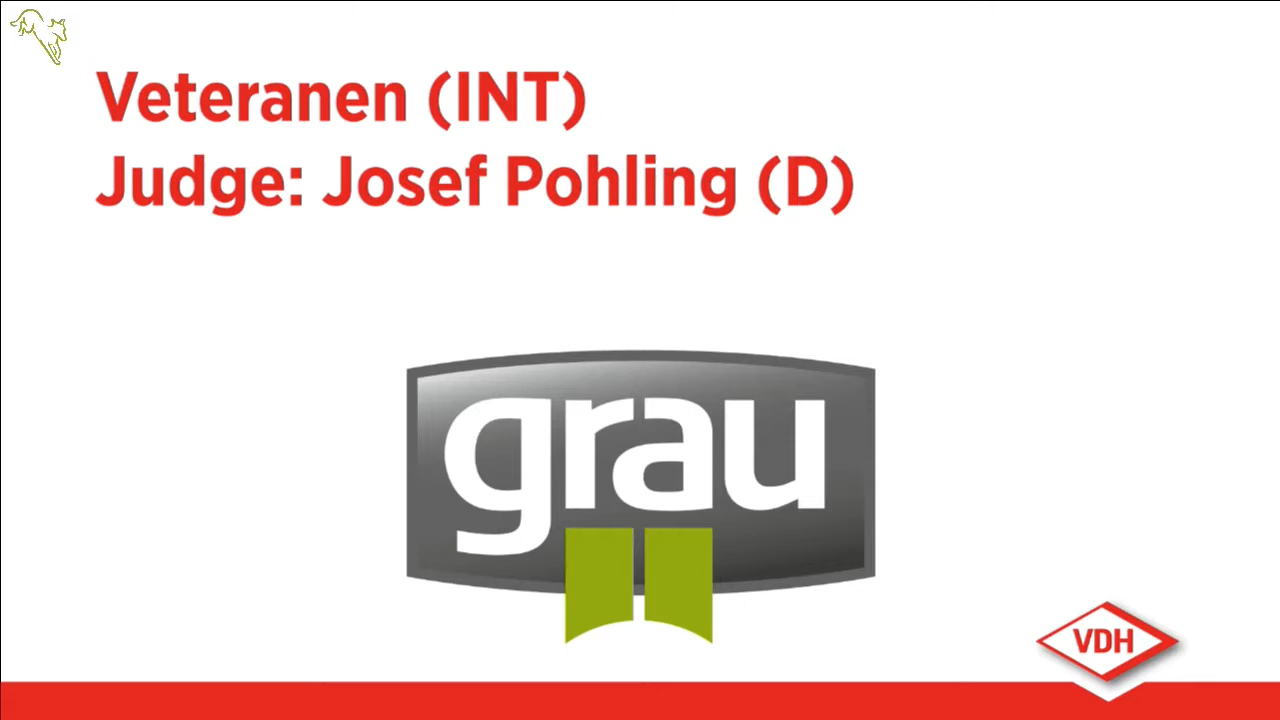 Veteranen (INT)
Judge: Josef Pohling (D)
grau
VDH